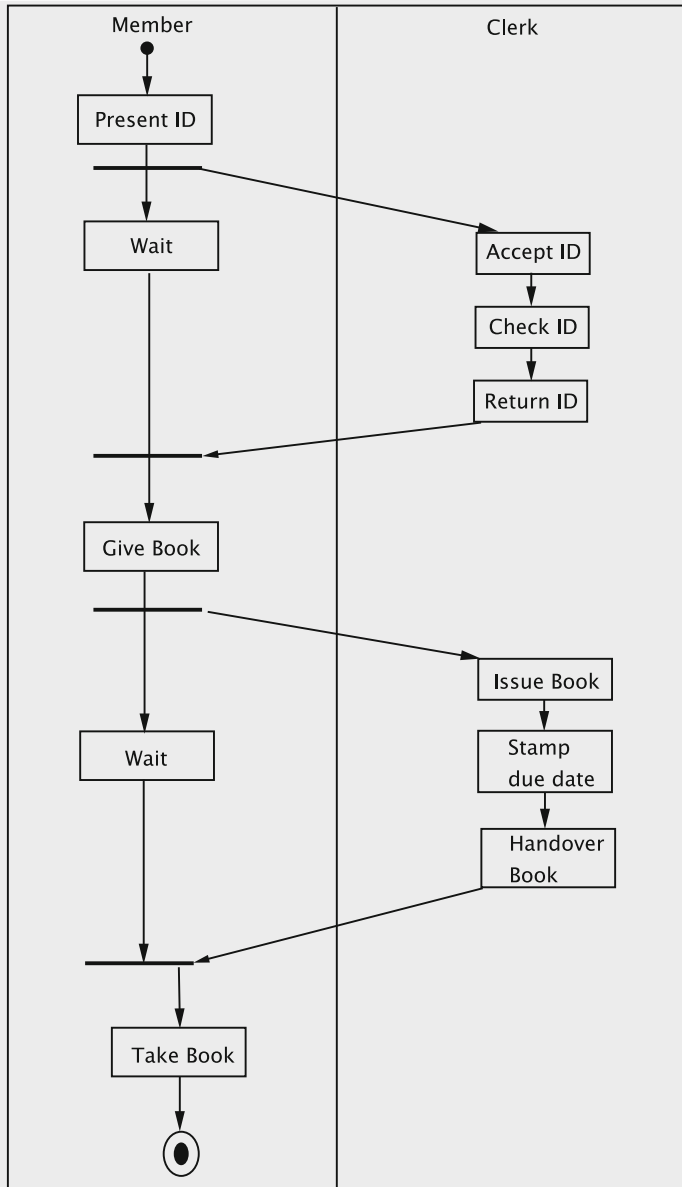 Member
Clerk
Present ID
Wait
Accept ID
Check ID
Return ID
Give Book
Issue Book
Wait
Stamp
due date
Handover
Book
Take Book